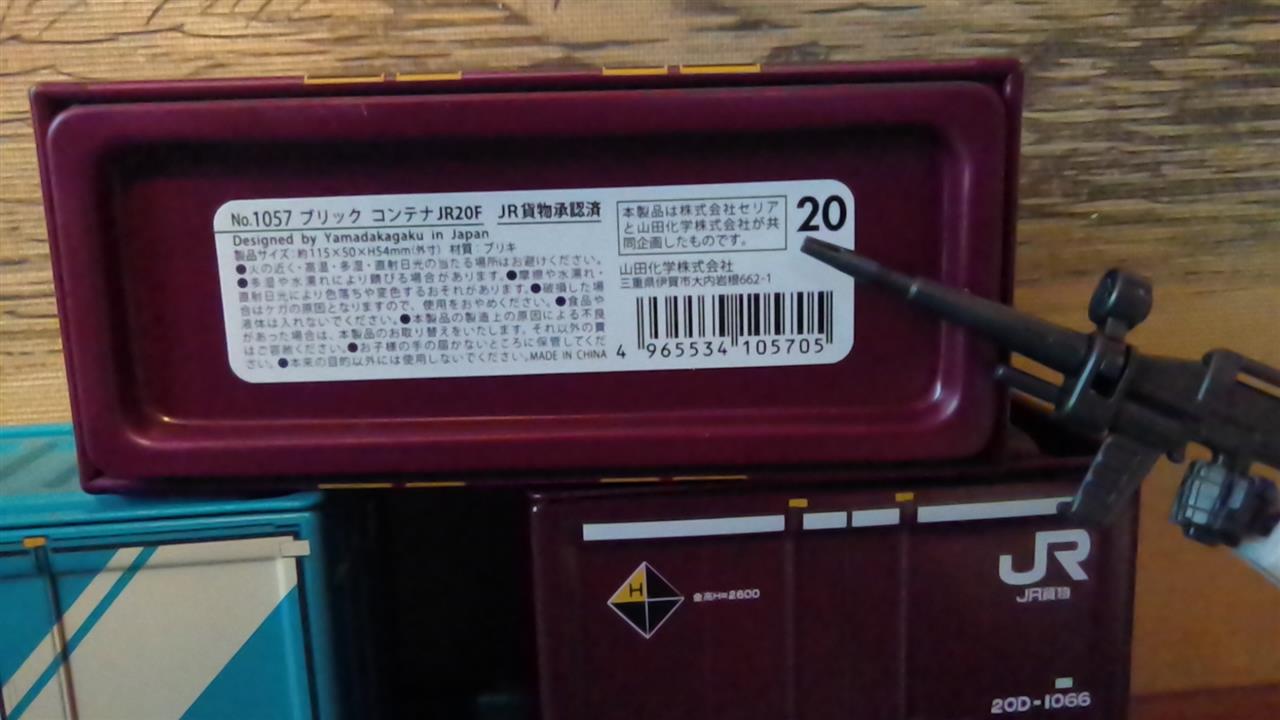 No.1057 ブリック コンテナJR20F JR貨物承認済
Designed by Yamadakagaku in Japan
製品サイズ:約115×50×H54mm(外寸) 材質:ブリキ
●火の近く・高温・多湿・直射日光の当たる場所はお避けください。
●多湿や水濡れにより錆びる場合があります。●摩擦や水濡れ・
直射日光により色落ちや変色するおそれがあります。●破損した場
合はケガの原因となりますので、使用をおやめください。●食品や
液体は入れないでください。●本製品の製造上の原因による不良
があった場合は、本製品のお取り替えをいたします。それ以外の責
はご容赦ください。●お子様の手の届かないところに保管してくだ
さい。●本来の目的以外には使用しないでください。MADE IN CHINA
本製品は株式会社セリア
と山田化学株式会社が共
同企画したものです。
20
山田化学株式会社
三重県伊賀市大内岩根662-1
4 965534 105705
H
全高H=2600
JR
JR貨物
20D-1066